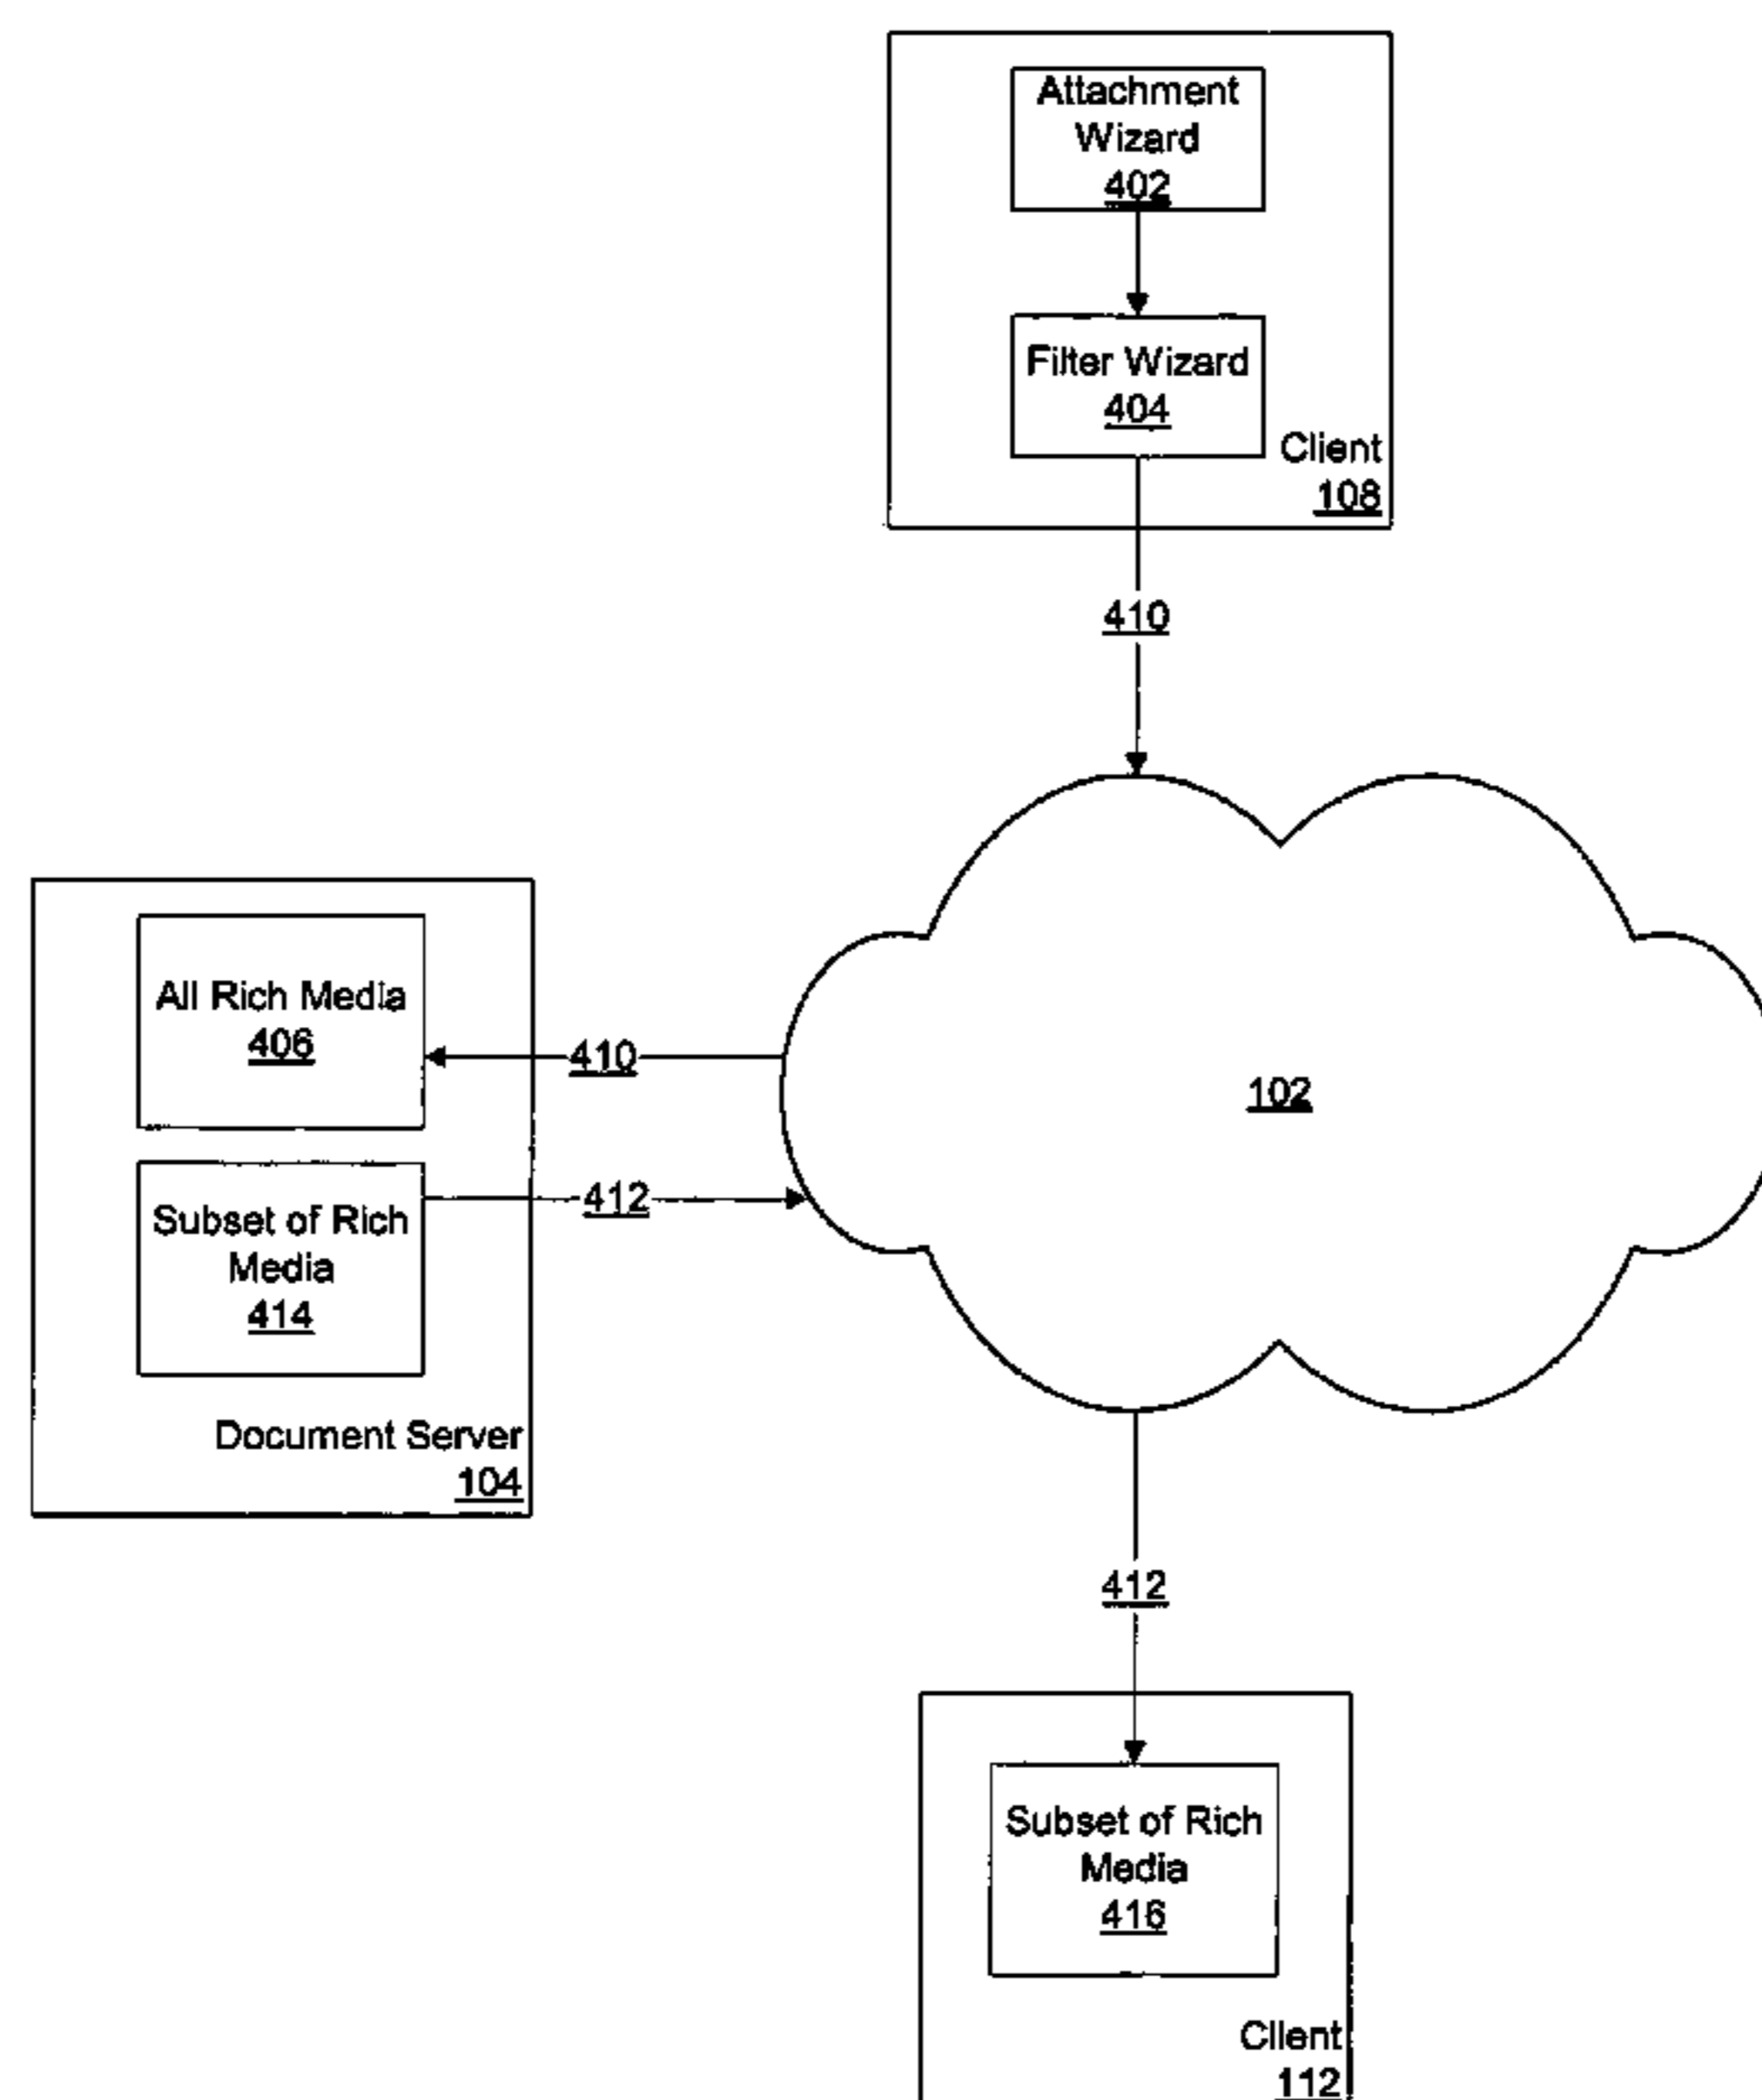 Attachment
Wizard
402
Filter Wizard
404
Client
108
410
All Rich Media
406
410
102
412
Subset of Rich
Media
414
Document Server
104
412
Subset of Rich
Media
416
Client
112